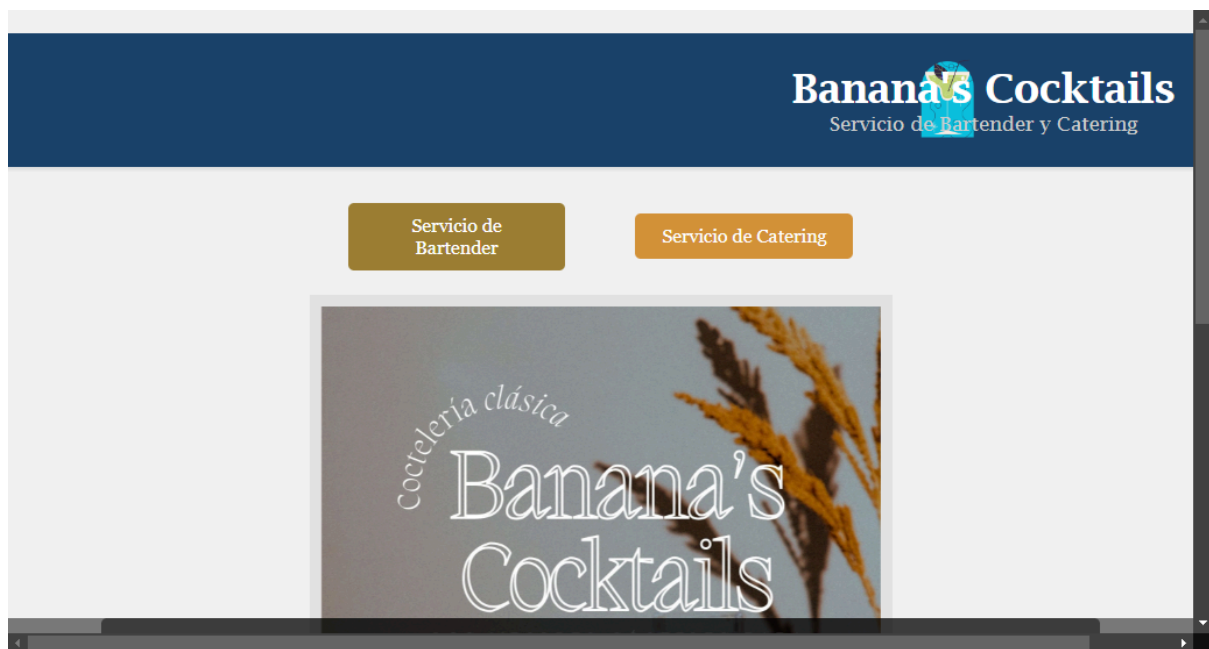 Banana's Cocktails
Servicio de Bartender y Catering
Servicio de
Bartender
Servicio de Catering
coctelería clásica
Banana's
Cocktails